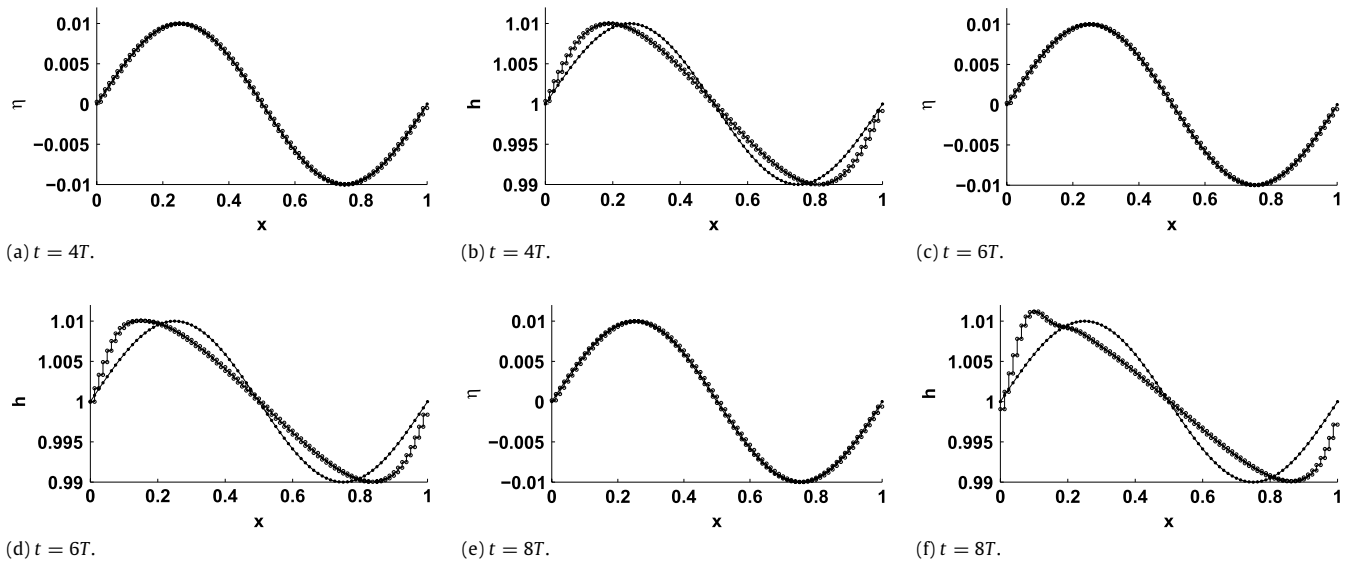 0.01
0.005
0
−0.005
−0.01
η
0 0.2 0.4 0.6 0.8 1
x
(a) t = 4T.
1.01
1.005
1
0.995
0.99
h
0 0.2 0.4 0.6 0.8 1
x
(b) t = 4T.
0.01
0.005
0
−0.005
−0.01
η
0 0.2 0.4 0.6 0.8 1
x
(c) t = 6T.
1.01
1.005
1
0.995
0.99
h
0 0.2 0.4 0.6 0.8 1
x
(d) t = 6T.
0.01
0.005
0
−0.005
−0.01
η
0 0.2 0.4 0.6 0.8 1
x
(e) t = 8T.
1.01
1.005
1
0.995
0.99
h
0 0.2 0.4 0.6 0.8 1
x
(f) t = 8T.